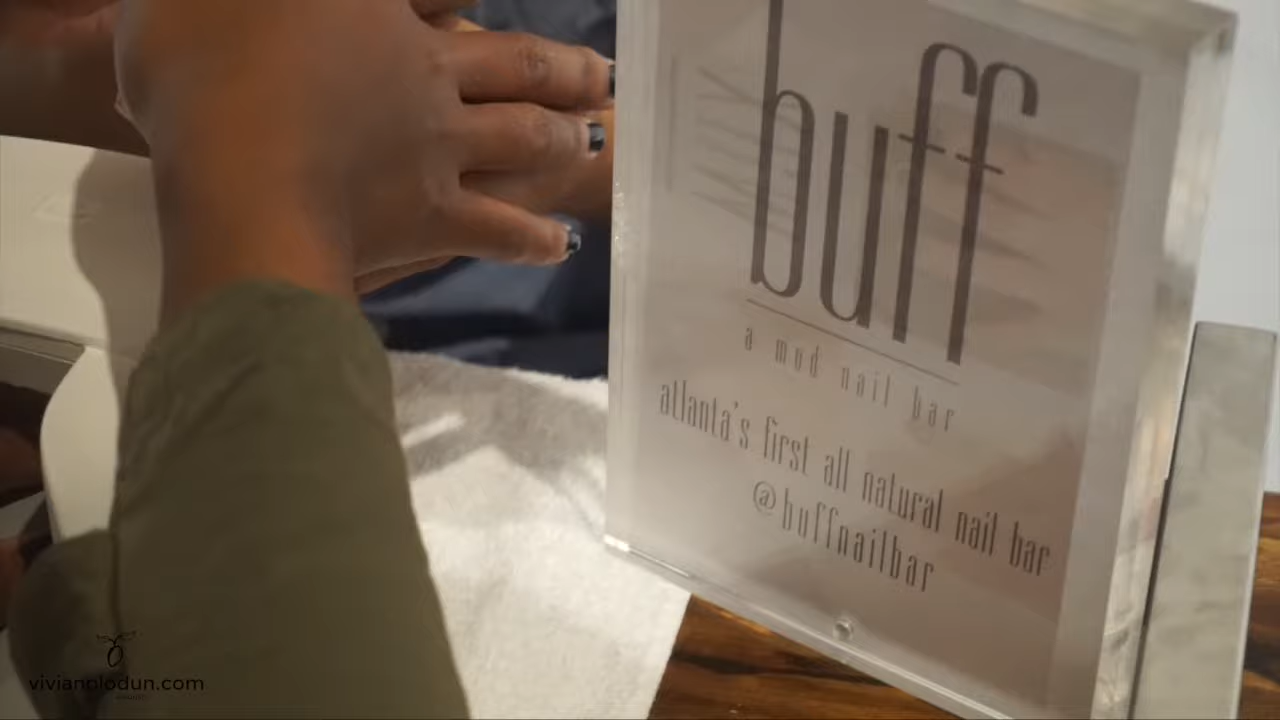 buff
a mod nail bar
atlanta's first all natural nail bar
@buffnailbar
vivianolodun.com